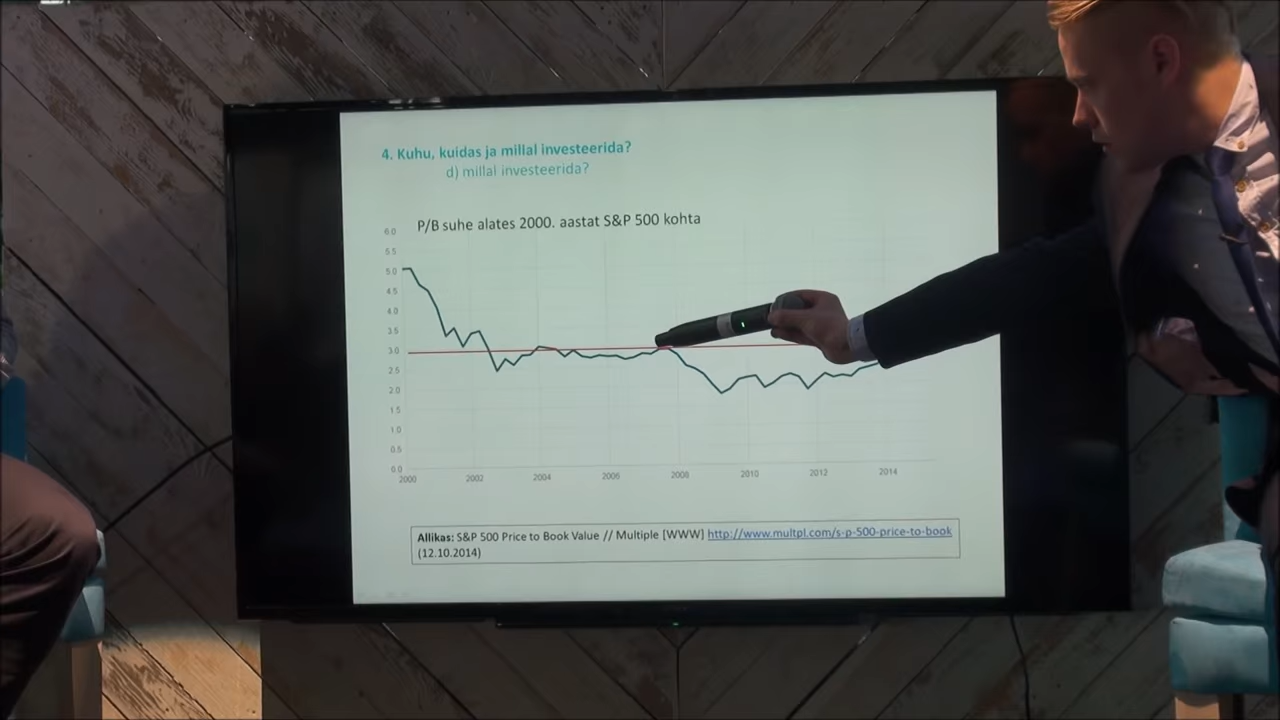 4. Kuhu, kuidas ja millal investeerida?
d) millal investeerida?
P/B suhe alates 2000. aastat S&P 500 kohta
6.0
5.5
5.0
4.5
4.0
3.5
3.0
2.5
2.0
1.5
1.0
0.5
0.0
2000 2002 2004 2006 2008 2010 2012 2014
Allikas: S&P 500 Price to Book Value // Multiple [WWW] http://www.multpl.com/s-p-500-price-to-book
(12.10.2014)